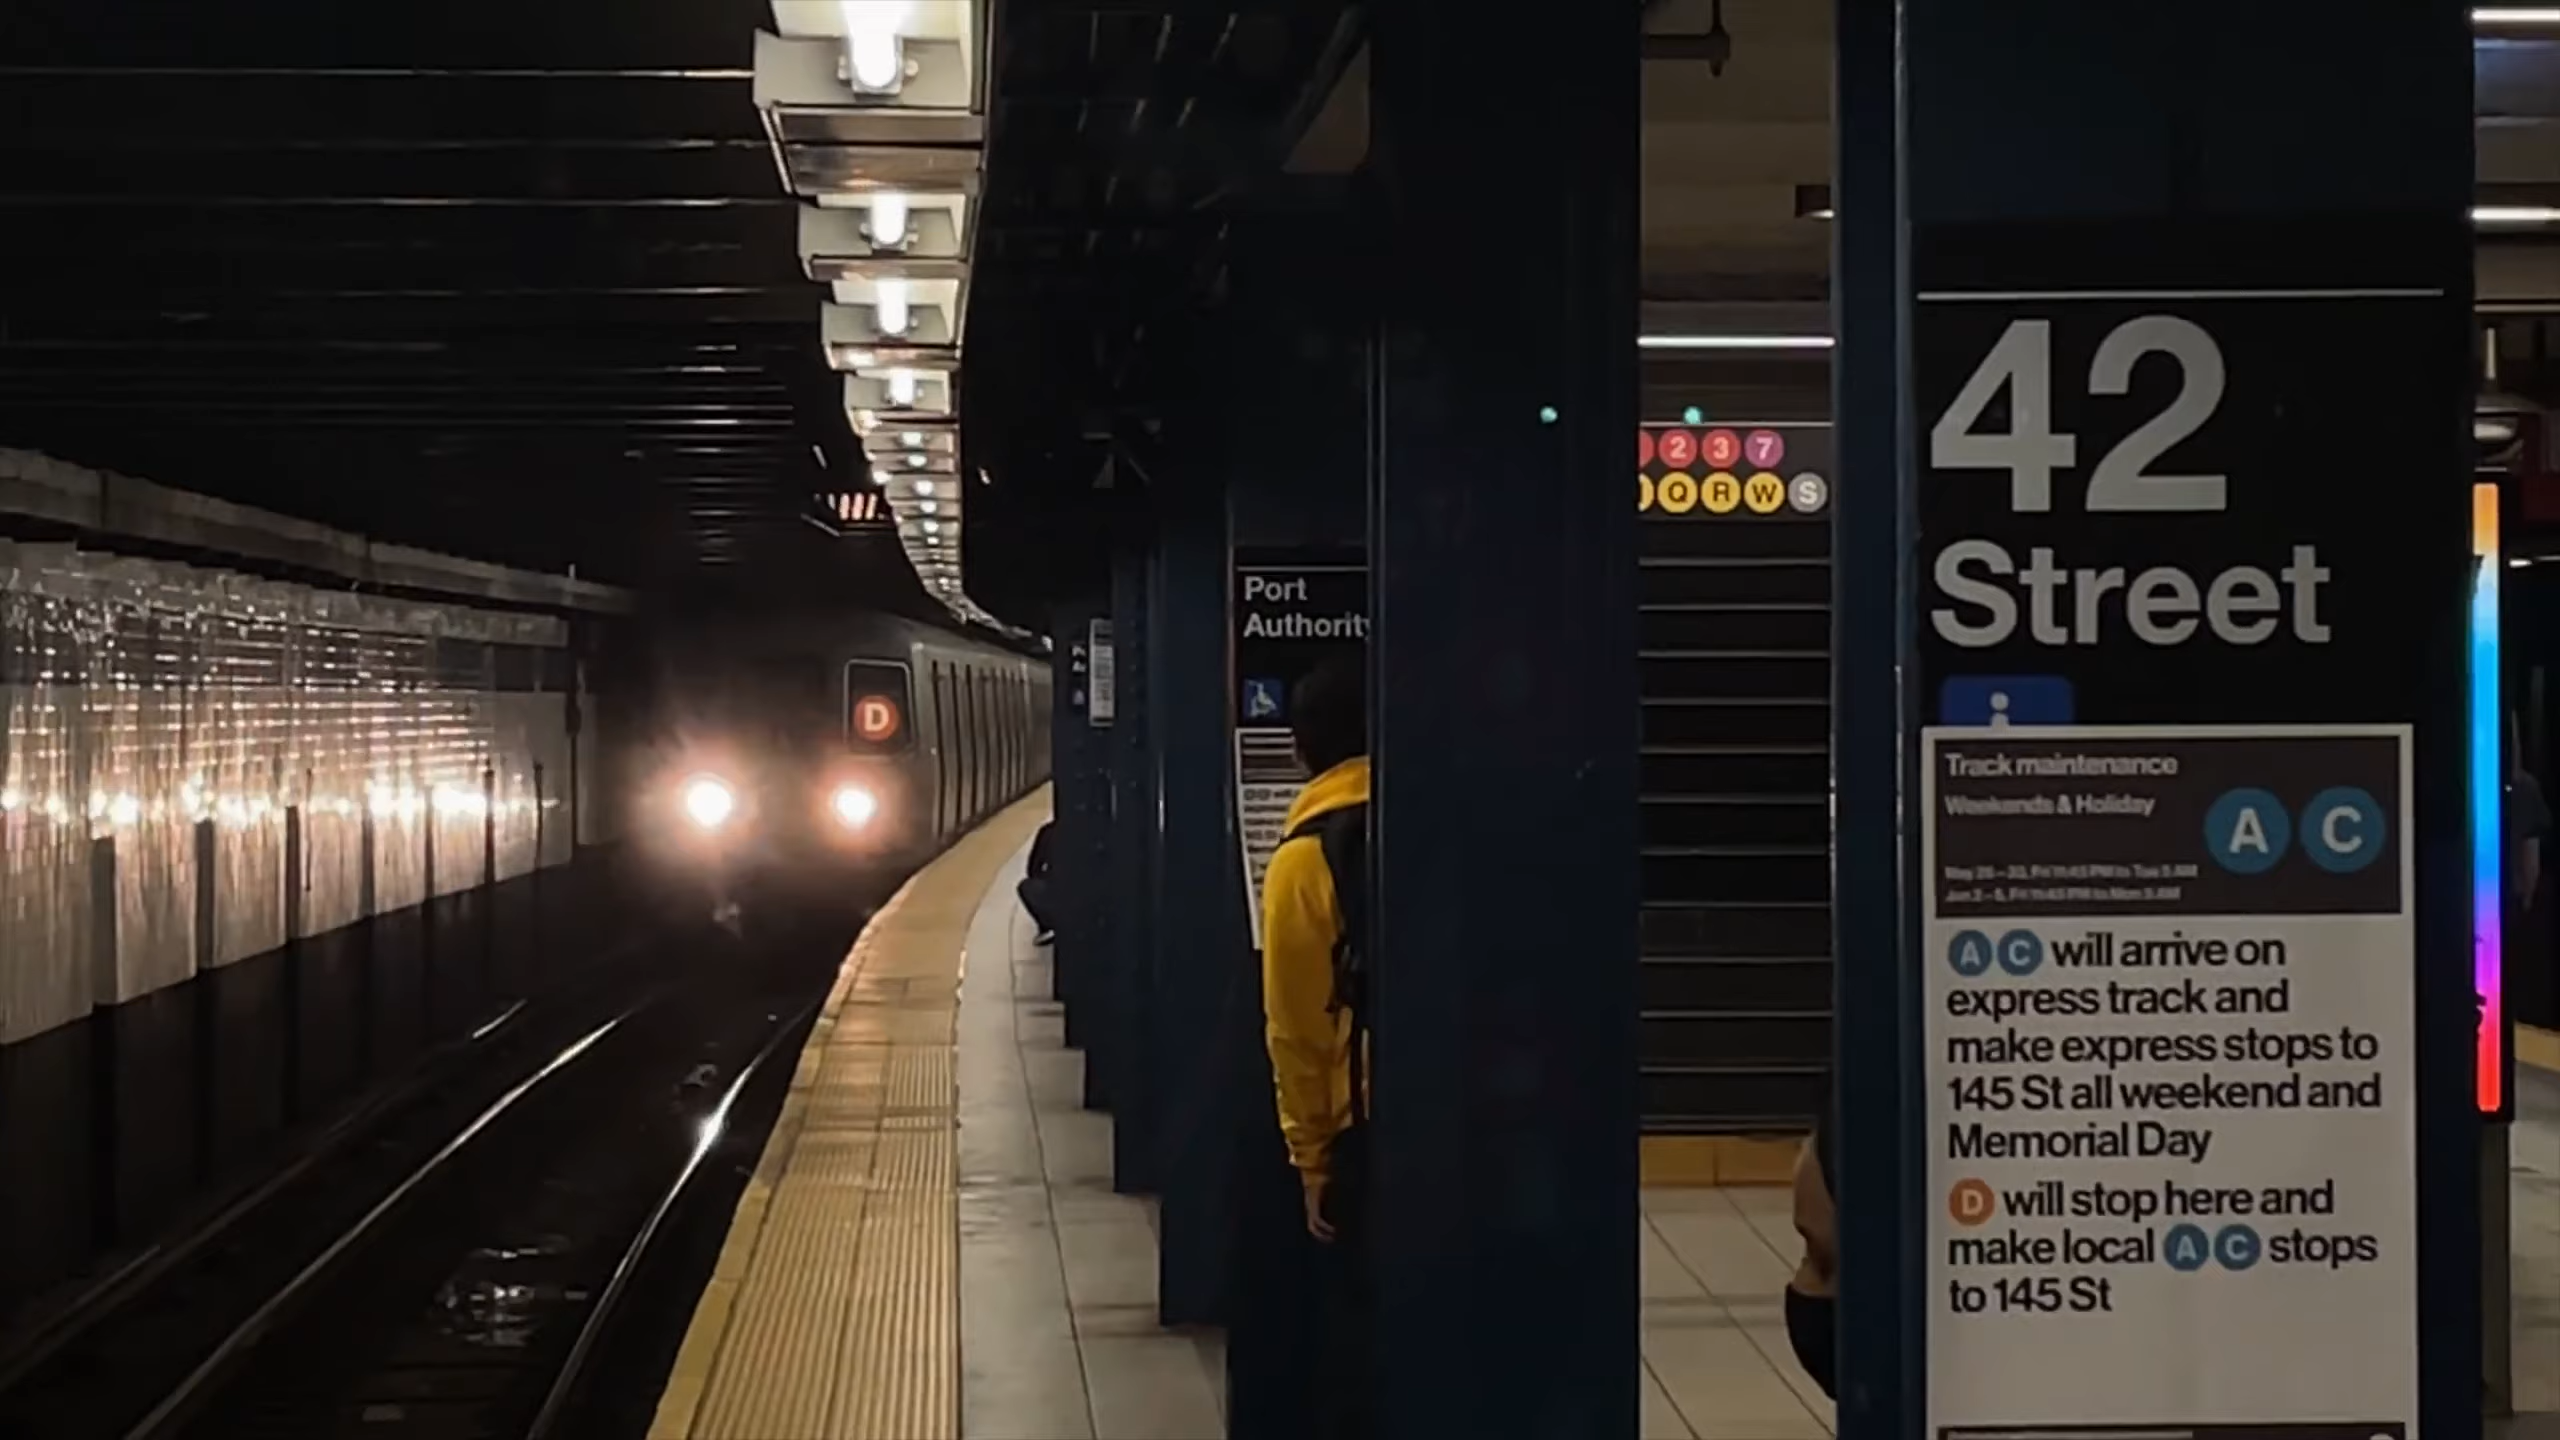 D
Port
Authority
2 3 7
Q R W S
42
Street
i
Track maintenance
Weekends & Holiday
A C
A C will arrive on
express track and
make express stops to
145 St all weekend and
Memorial Day
D will stop here and
make local A C stops
to 145 St